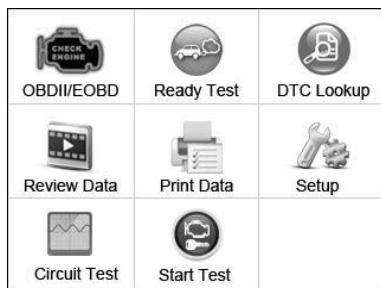 CHECK
ENGINE
OBDII/EOBD
Ready Test
DTC Lookup
Review Data
Print Data
Setup
Circuit Test
Start Test